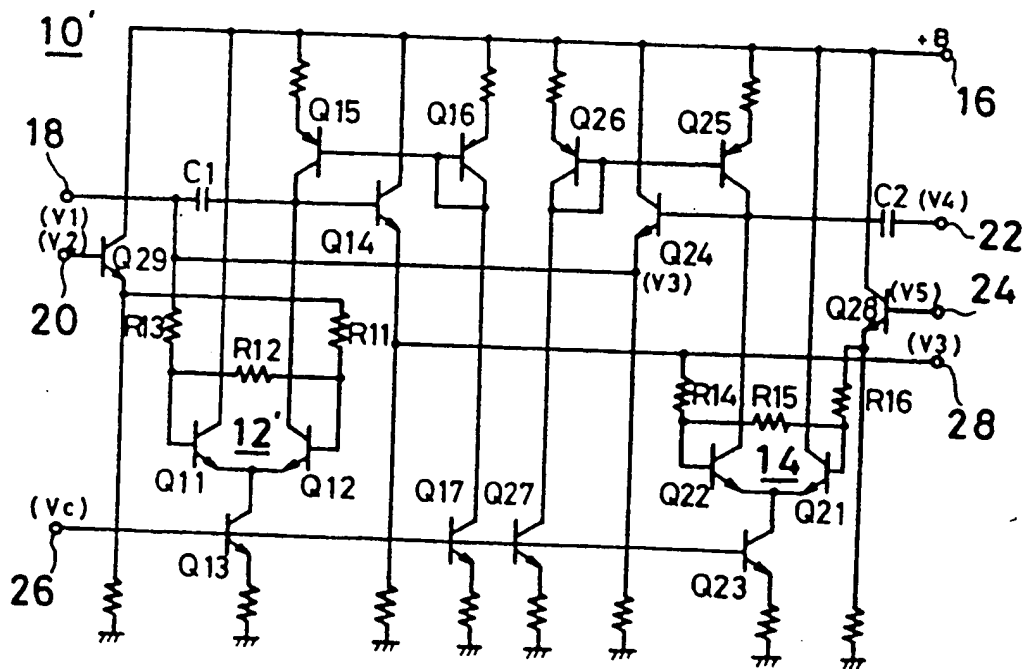 10'
+B
16
Q15
Q16
Q26
Q25
18
C1
C2
(V4)
(V1)
(V2)
22
Q14
Q24
Q29
(V3)
Q28
(V5)
24
20
R13
R11
(V3)
R12
R14
R15
R16
28
12'
14
Q11
Q12
Q17
Q27
Q22
Q21
(Vc)
26
Q13
Q23